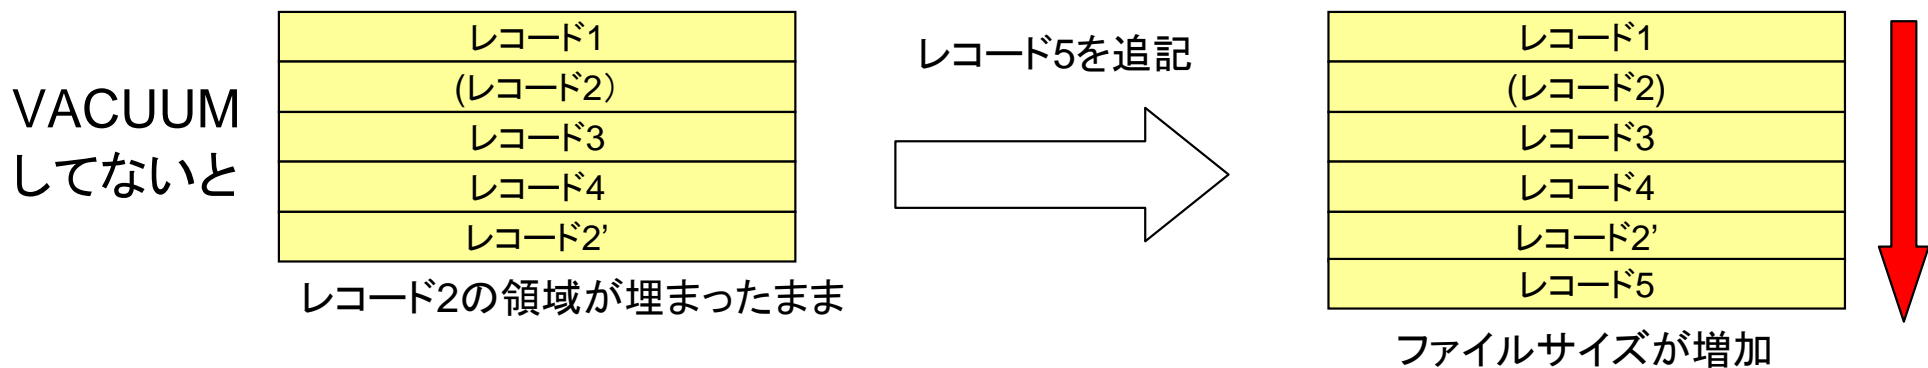 VACUUM
してないと
レコード1
(レコード2）
レコード3
レコード4
レコード2’
レコード2の領域が埋まったまま
レコード5を追記
レコード1
(レコード2)
レコード3
レコード4
レコード2’
レコード5
ファイルサイズが増加